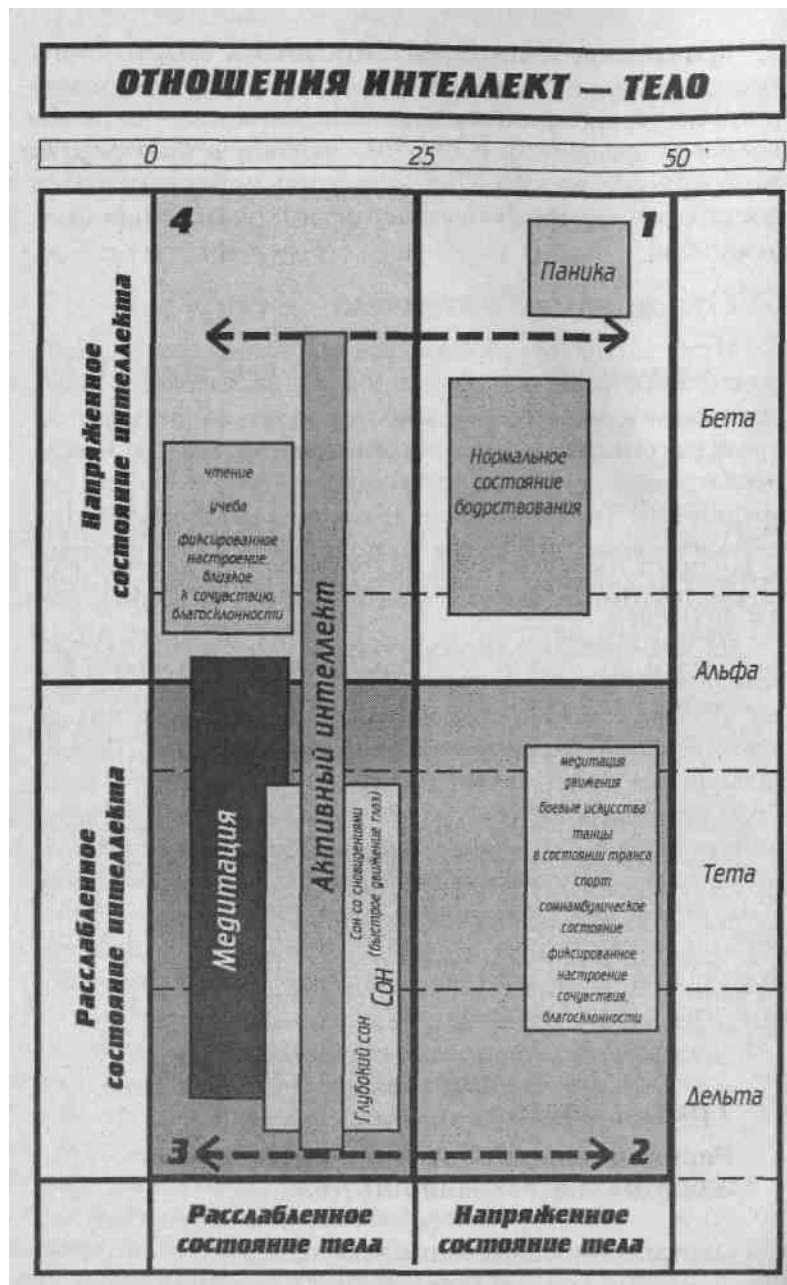 ОТНОШЕНИЯ ИНТЕЛЛЕКТ — ТЕЛО
0 25 50
4
1
Паника
Напряженное
состояние интеллекта
Бета
Нормальное
состояние
бодрствования
чтение
учеба
фиксированное
настроение
близкое
к сочувствию,
благосклонности
Активный интеллект
Альфа
Расслабленное
состояние интеллекта
Медитация
Сон со сновидениями
(быстрое движение глаз)
Сон
Глубокий сон
медитация
движения
боевые искусства
танцы
в состоянии транса
спорт
сомнамбулическое
состояние
фиксированное
настроение
сочувствия,
благосклонности
Тета
Дельта
3
2
Расслабленное
состояние тела
Напряженное
состояние тела